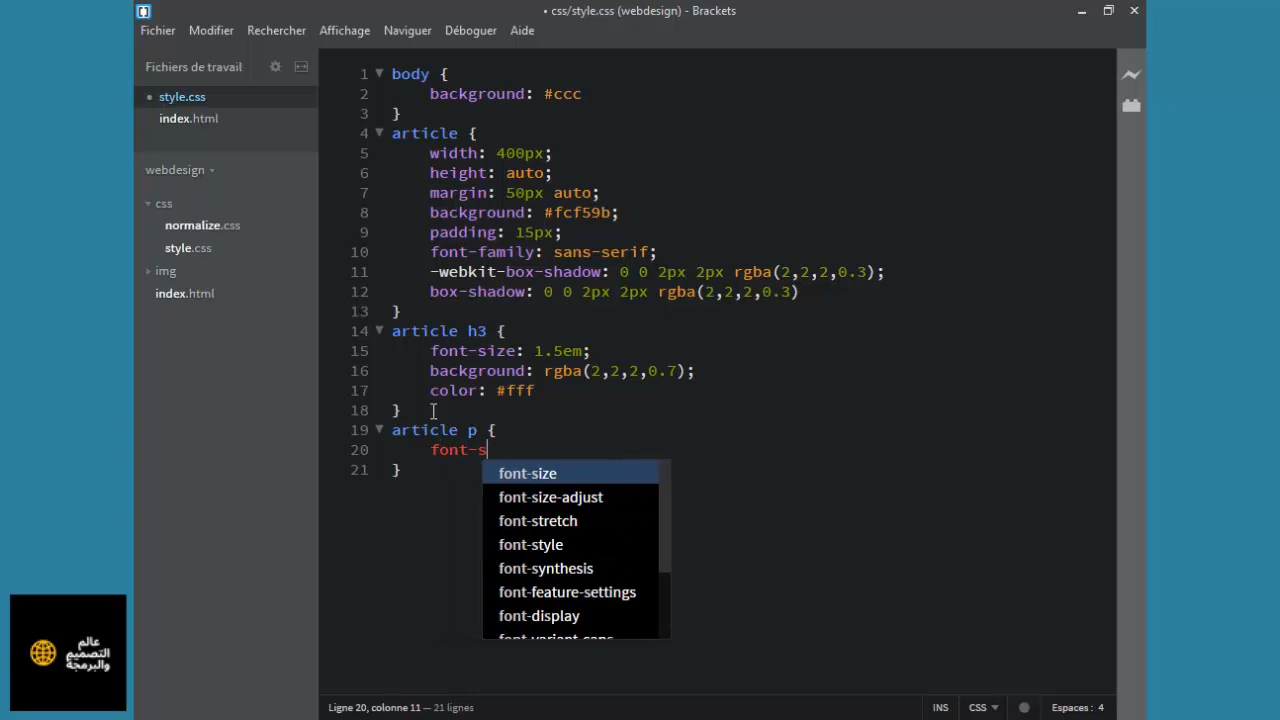 • css/style.css (webdesign) - Brackets
Fichier Modifier Rechercher Affichage Naviguer Déboguer Aide
Fichiers de travail
• style.css
index.html
webdesign
css
normalize.css
style.css
img
index.html
1 body {
2 background: #ccc
3 }
4 article {
5 width: 400px;
6 height: auto;
7 margin: 50px auto;
8 background: #fcf59b;
9 padding: 15px;
10 font-family: sans-serif;
11 -webkit-box-shadow: 0 0 2px 2px rgba(2,2,2,0.3);
12 box-shadow: 0 0 2px 2px rgba(2,2,2,0.3)
13 }
14 article h3 {
15 font-size: 1.5em;
16 background: rgba(2,2,2,0.7);
17 color: #fff
18 }
19 article p {
20 font-s
21 }
font-size
font-size-adjust
font-stretch
font-style
font-synthesis
font-feature-settings
font-display
font-variant-caps
عالم
التصميم
والبرمجة
Ligne 20, colonne 11 — 21 lignes
INS CSS Espaces : 4